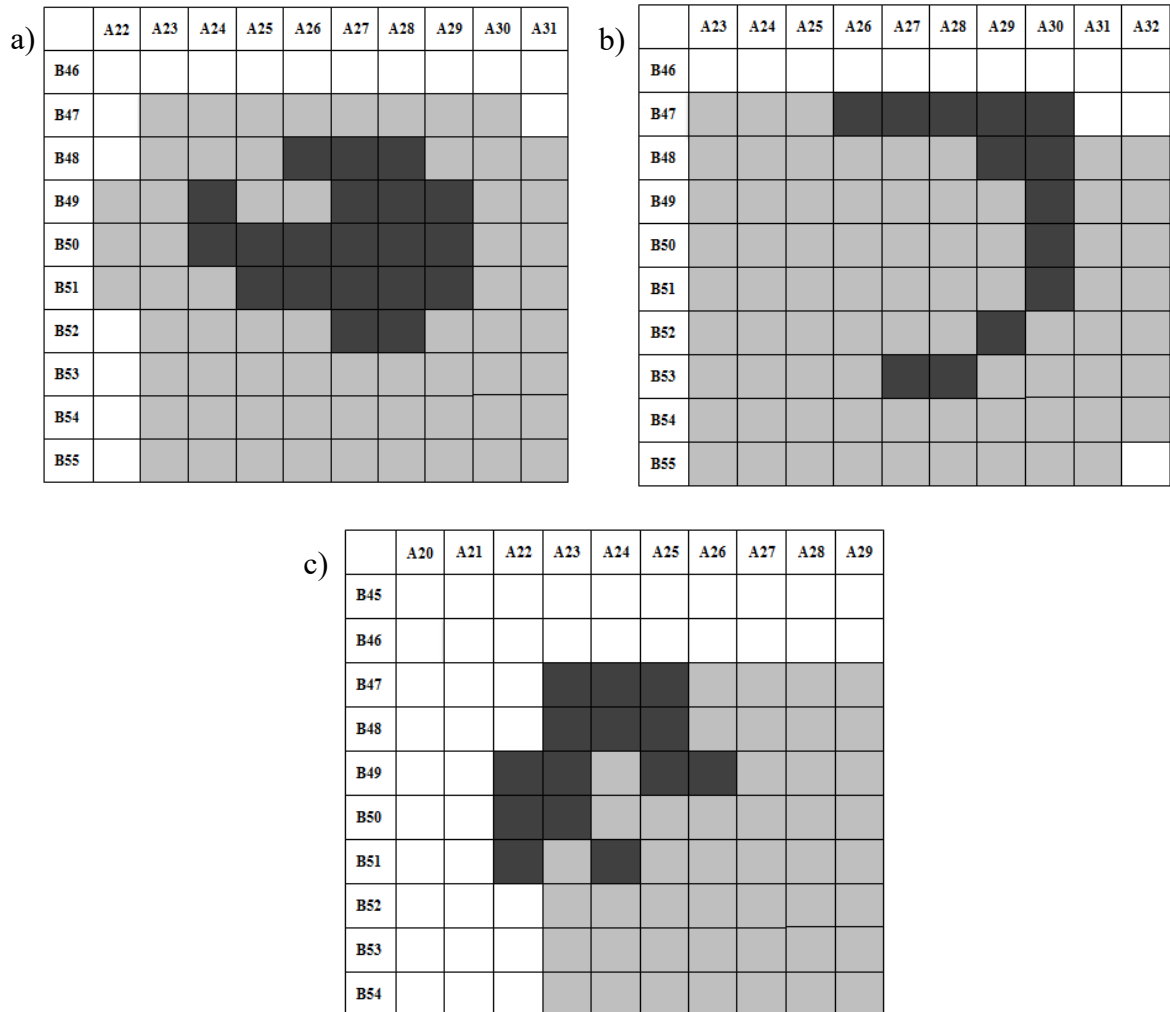 a)
A22 A23 A24 A25 A26 A27 A28 A29 A30 A31
B46
B47
B48
B49
B50
B51
B52
B53
B54
B55
b)
A23 A24 A25 A26 A27 A28 A29 A30 A31 A32
B46
B47
B48
B49
B50
B51
B52
B53
B54
B55
c)
A20 A21 A22 A23 A24 A25 A26 A27 A28 A29
B45
B46
B47
B48
B49
B50
B51
B52
B53
B54